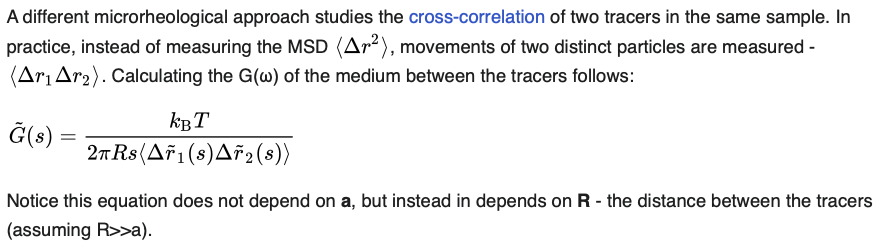 A different microrheological approach studies the cross-correlation of two tracers in the same sample. In
practice, instead of measuring the MSD ⟨Δr²⟩, movements of two distinct particles are measured -
⟨Δr₁Δr₂⟩. Calculating the G(ω) of the medium between the tracers follows:
G̃(s) = k_B T / 2πRs⟨Δr̃₁(s)Δr̃₂(s)⟩
Notice this equation does not depend on a, but instead in depends on R - the distance between the tracers
(assuming R>>a).